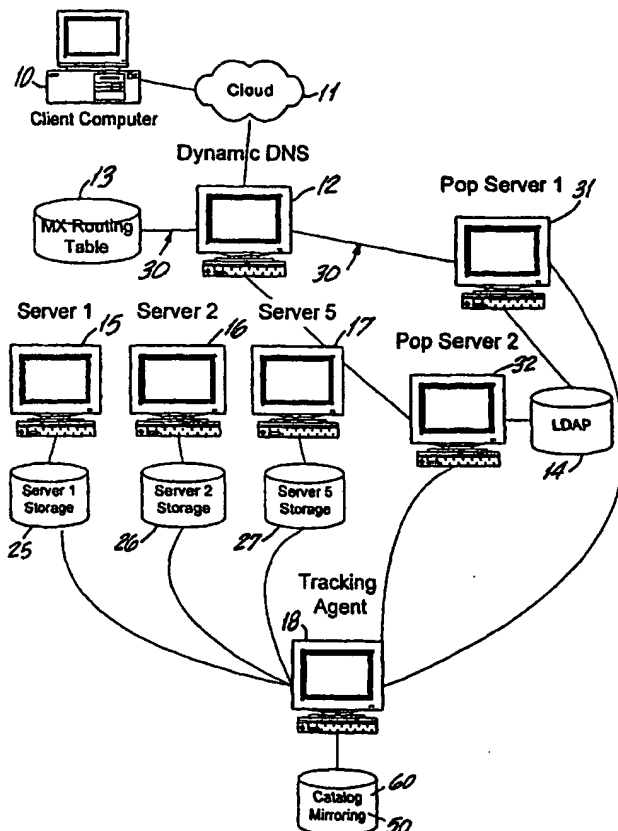 10
Client Computer
Cloud
11
Dynamic DNS
13
MX Routing
Table
30
12
30
Pop Server 1
31
Server 1
15
Server 2
16
Server 5
17
Pop Server 2
32
LDAP
14
Server 1
Storage
25
Server 2
Storage
26
Server 5
Storage
27
Tracking
Agent
18
Catalog
Mirroring
60
50